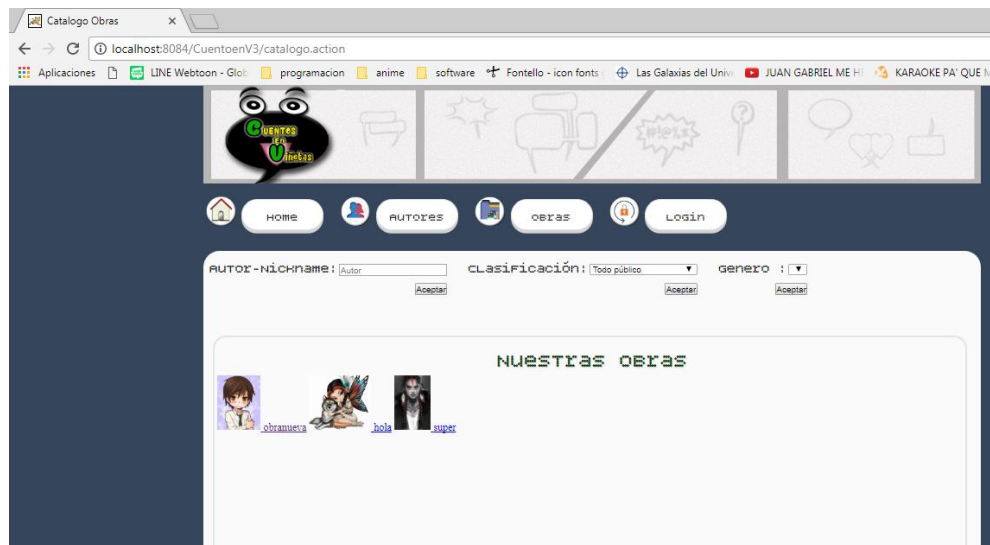 Catalogo Obras
localhost:8084/CuentoenV3/catalogo.action
Aplicaciones LINE Webtoon - Glob programacion anime software Fontello - icon fonts Las Galaxias del Univ JUAN GABRIEL ME H KARAOKE PA' QUE
CUENTOS
En
Viñetas
$#!@?,%
?
Home AUTORES OBRAS Login
AUTOR-Nickname: Autor CLasificación: Todo público Genero :
Aceptar Aceptar Aceptar
NUESTRAS OBRAS
obranueva hola super